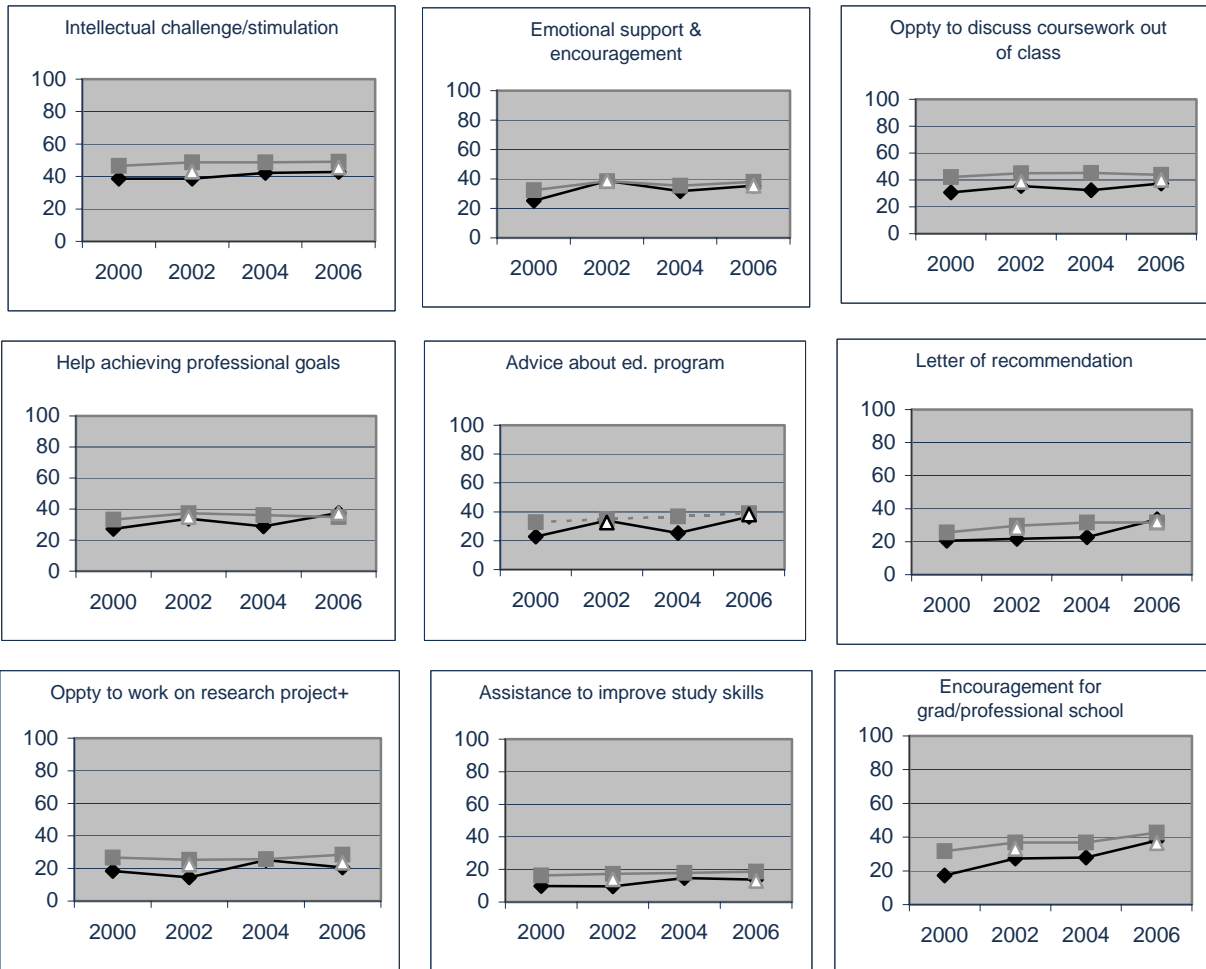 Intellectual challenge/stimulation
100
80
60
40
20
0
2000 2002 2004 2006
Emotional support &
encouragement
100
80
60
40
20
0
2000 2002 2004 2006
Oppty to discuss coursework out
of class
100
80
60
40
20
0
2000 2002 2004 2006
Help achieving professional goals
100
80
60
40
20
0
2000 2002 2004 2006
Advice about ed. program
100
80
60
40
20
0
2000 2002 2004 2006
Letter of recommendation
100
80
60
40
20
0
2000 2002 2004 2006
Oppty to work on research project+
100
80
60
40
20
0
2000 2002 2004 2006
Assistance to improve study skills
100
80
60
40
20
0
2000 2002 2004 2006
Encouragement for
grad/professional school
100
80
60
40
20
0
2000 2002 2004 2006